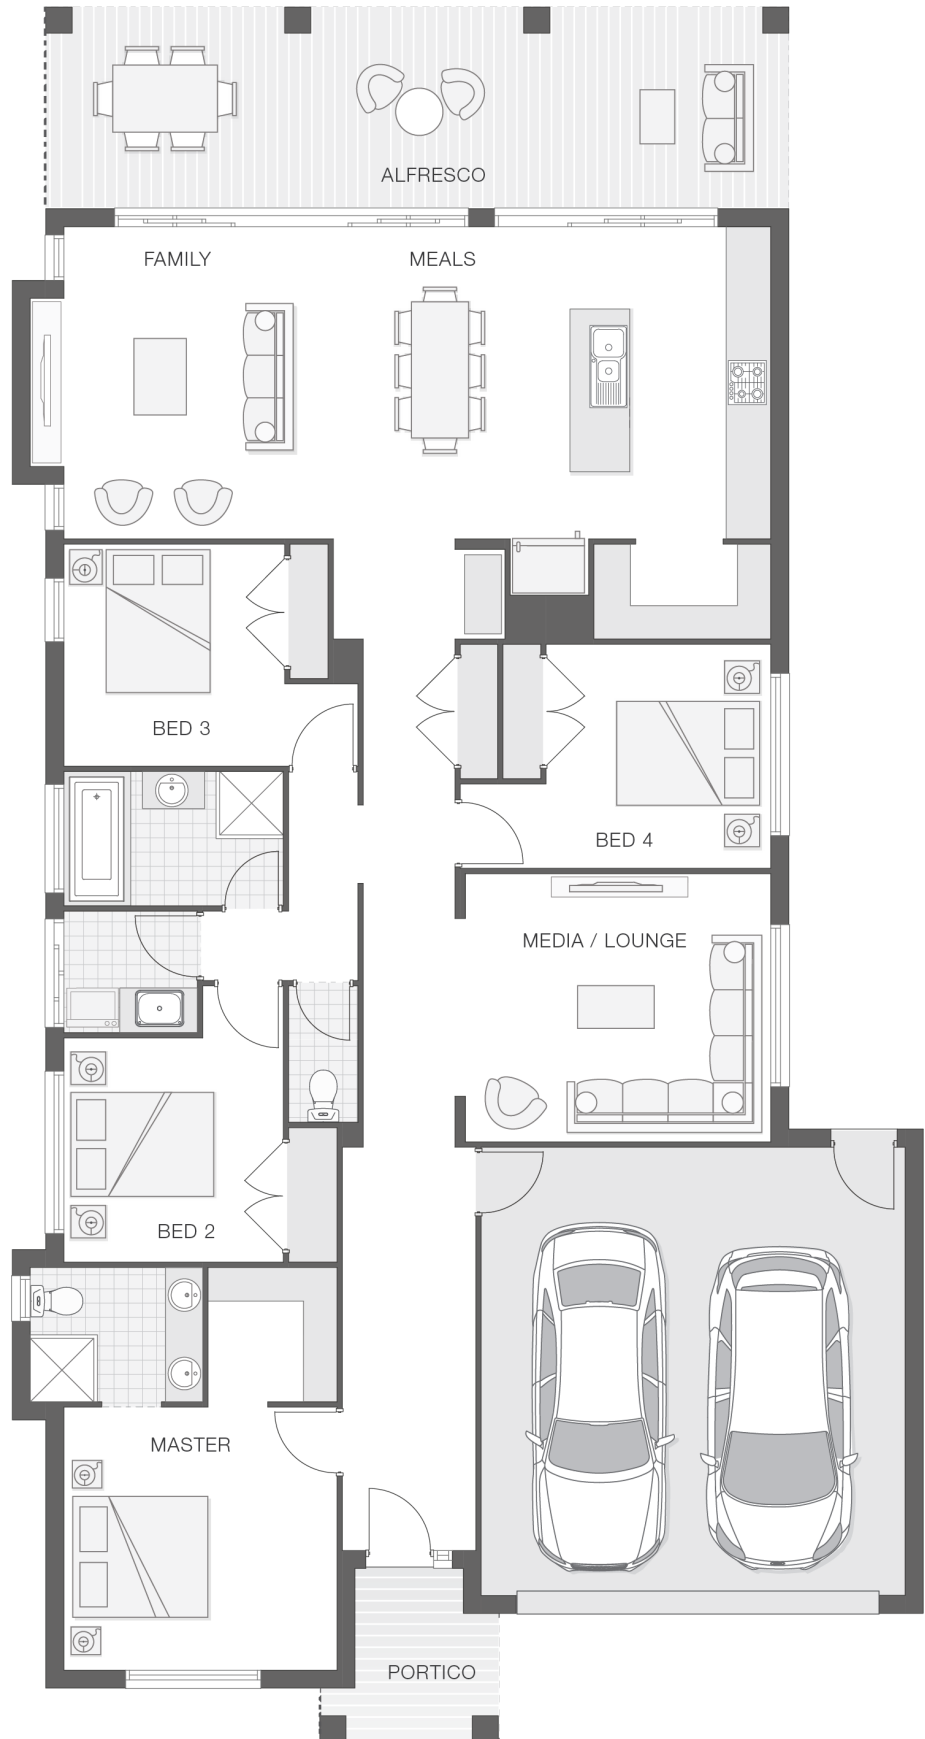 ALFRESCO
FAMILY
MEALS
BED 3
BED 4
MEDIA / LOUNGE
BED 2
MASTER
PORTICO